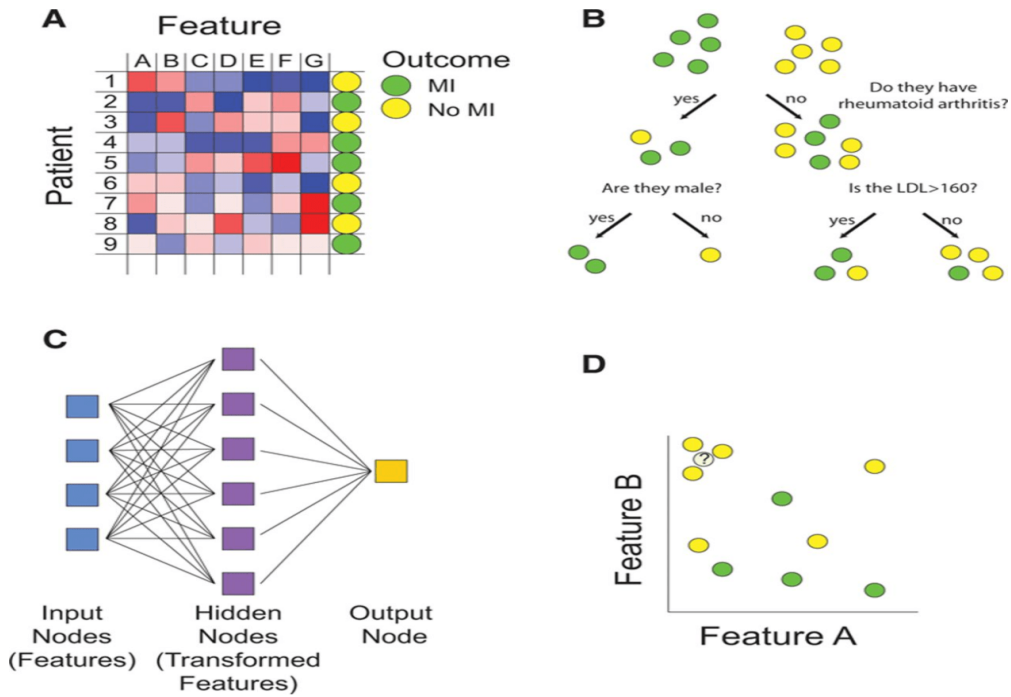 A
Feature
A B C D E F G
Outcome
MI
No MI
Patient
1
2
3
4
5
6
7
8
9
B
Do they have
rheumatoid arthritis?
yes
no
Are they male?
Is the LDL>160?
yes
no
yes
no
C
Input
Nodes
(Features)
Hidden
Nodes
(Transformed
Features)
Output
Node
D
?
Feature B
Feature A